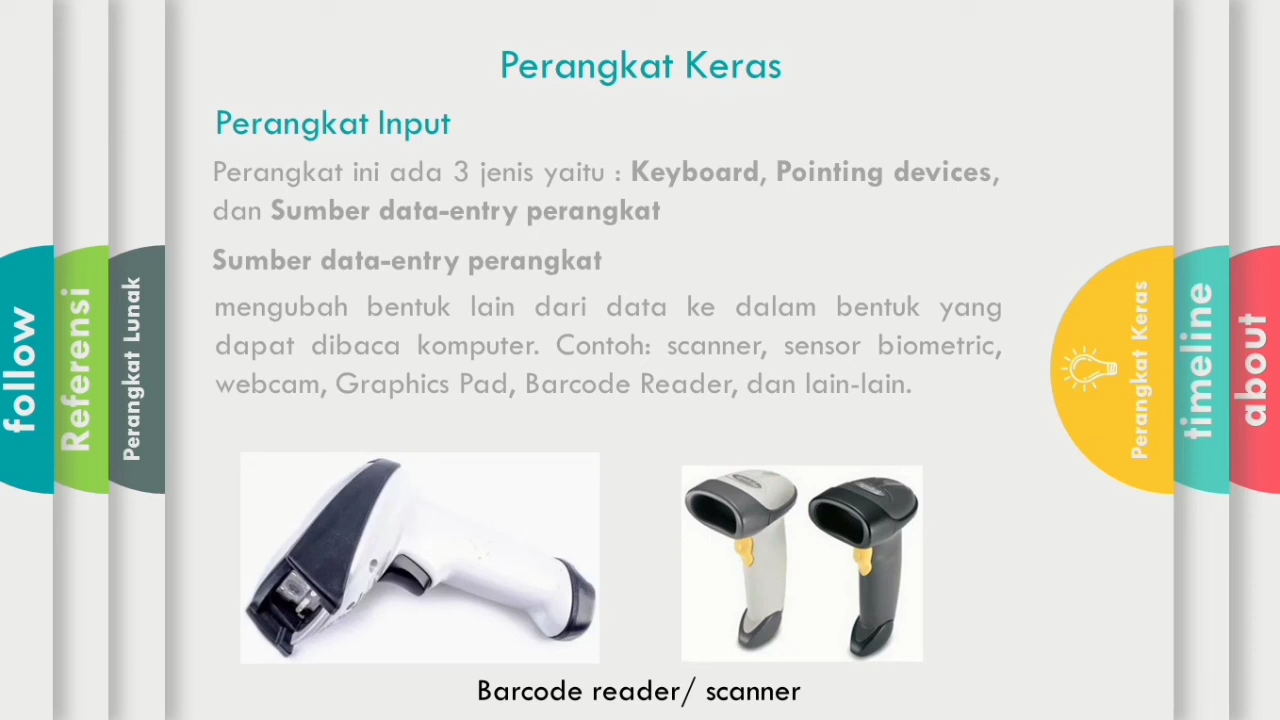 Perangkat Keras
Perangkat Input
Perangkat ini ada 3 jenis yaitu : Keyboard, Pointing devices,
dan Sumber data-entry perangkat
Sumber data-entry perangkat
mengubah bentuk lain dari data ke dalam bentuk yang
dapat dibaca komputer. Contoh: scanner, sensor biometric,
webcam, Graphics Pad, Barcode Reader, dan lain-lain.
Barcode reader/ scanner
follow
Referensi
Perangkat Lunak
Perangkat Keras
timeline
about